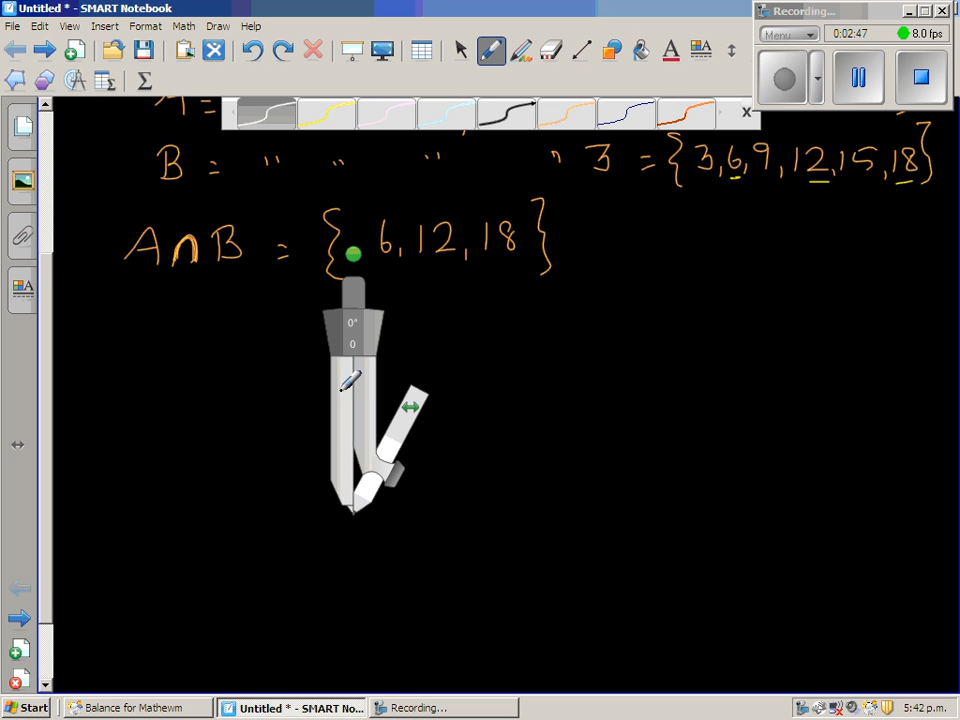 Untitled * - SMART Notebook
File Edit View Insert Format Math Draw Help
Recording...
Menu 0:02:47 8.0 fps
A =
B = " " " " 3 = {3,6,9,12,15,18}
A∩B = { 6,12,18 }
0°
0
Start Balance for Mathewm Untitled * - SMART No... Recording... 5:42 p.m.